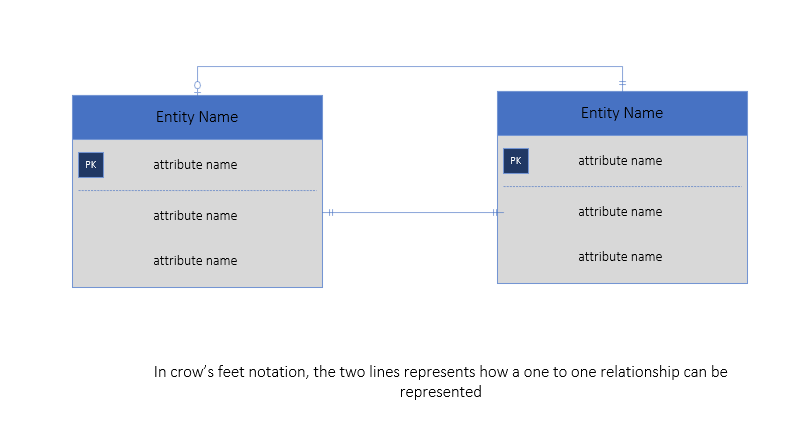 Entity Name
PK
attribute name
attribute name
attribute name
Entity Name
PK
attribute name
attribute name
attribute name
In crow’s feet notation, the two lines represents how a one to one relationship can be
represented